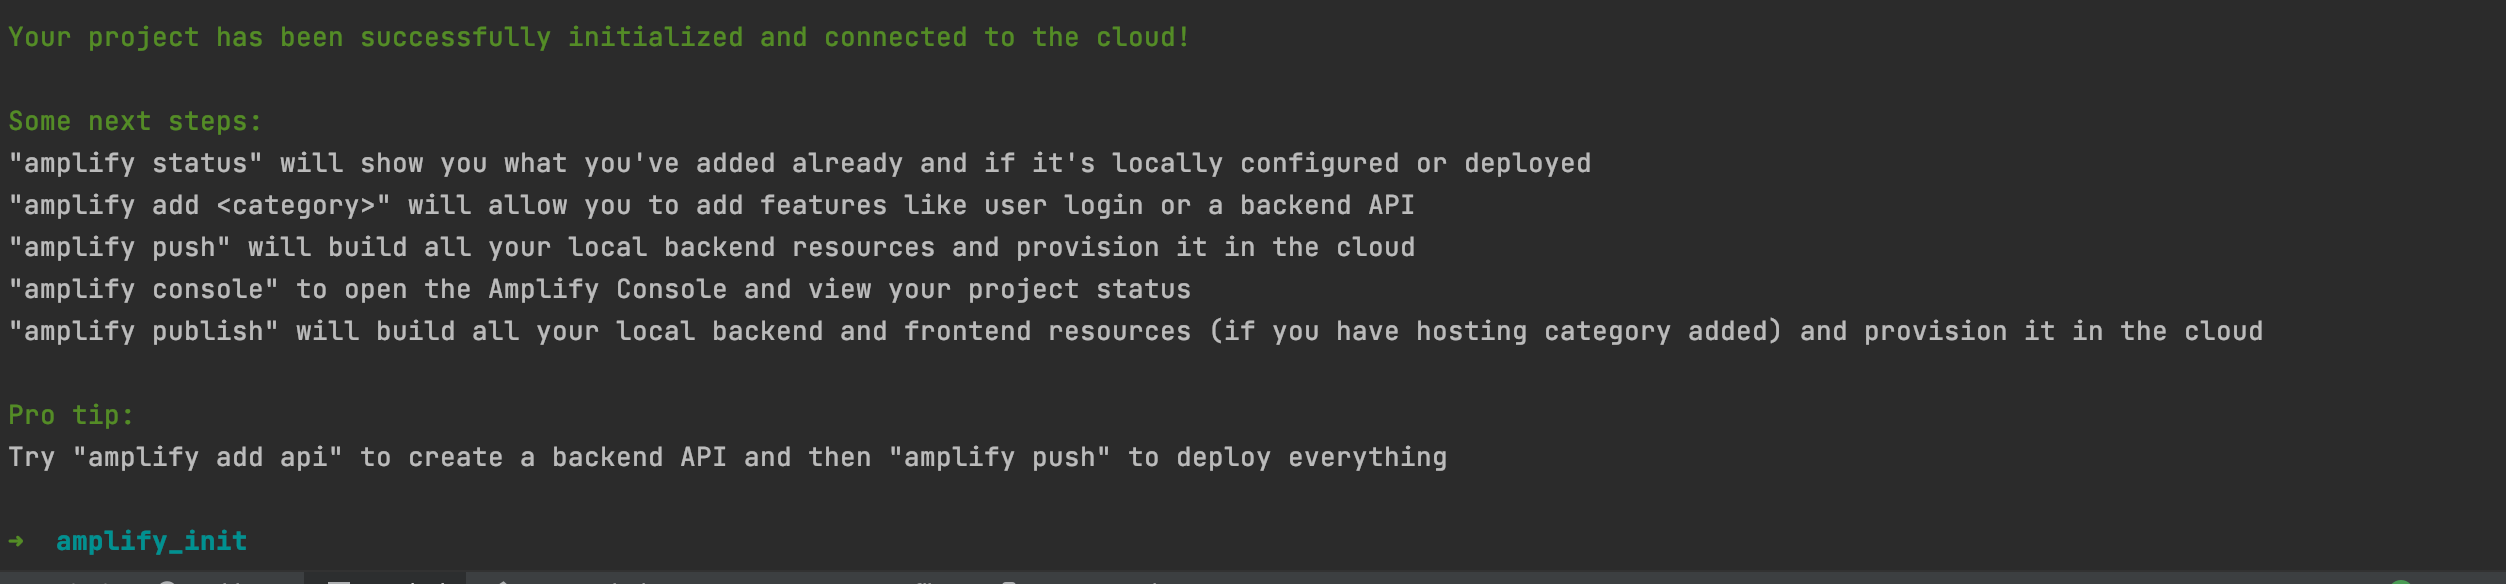 Your project has been successfully initialized and connected to the cloud!
Some next steps:
"amplify status" will show you what you've added already and if it's locally configured or deployed
"amplify add <category>" will allow you to add features like user login or a backend API
"amplify push" will build all your local backend resources and provision it in the cloud
"amplify console" to open the Amplify Console and view your project status
"amplify publish" will build all your local backend and frontend resources (if you have hosting category added) and provision it in the cloud
Pro tip:
Try "amplify add api" to create a backend API and then "amplify push" to deploy everything
➜ amplify_init